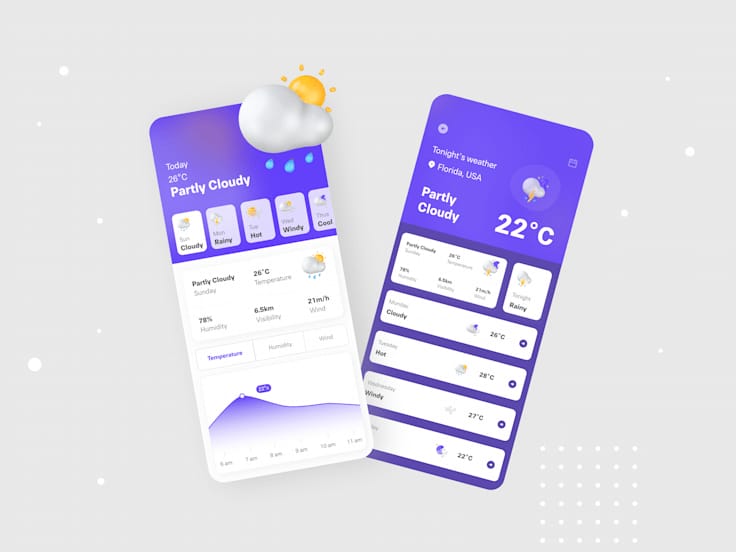 Today
26°C
Partly Cloudy
Sun
Cloudy
Mon
Rainy
Tue
Hot
Wed
Windy
Thus
Cool
Partly Cloudy
Sunday
26°C
Temperature
78%
Humidity
6.5km
Visibility
21m/h
Wind
Temperature
Humidity
Wind
6 am
7 am
8 am
9 am
10 am
11 am
Tonight's weather
Florida, USA
Partly
Cloudy
22°C
Partly Cloudy
Sunday
26°C
Temperature
78%
Humidity
6.5km
Visibility
21m/h
Wind
Tonight
Rainy
Monday
Cloudy
26°C
Tuesday
Hot
28°C
Wednesday
Windy
27°C
22°C